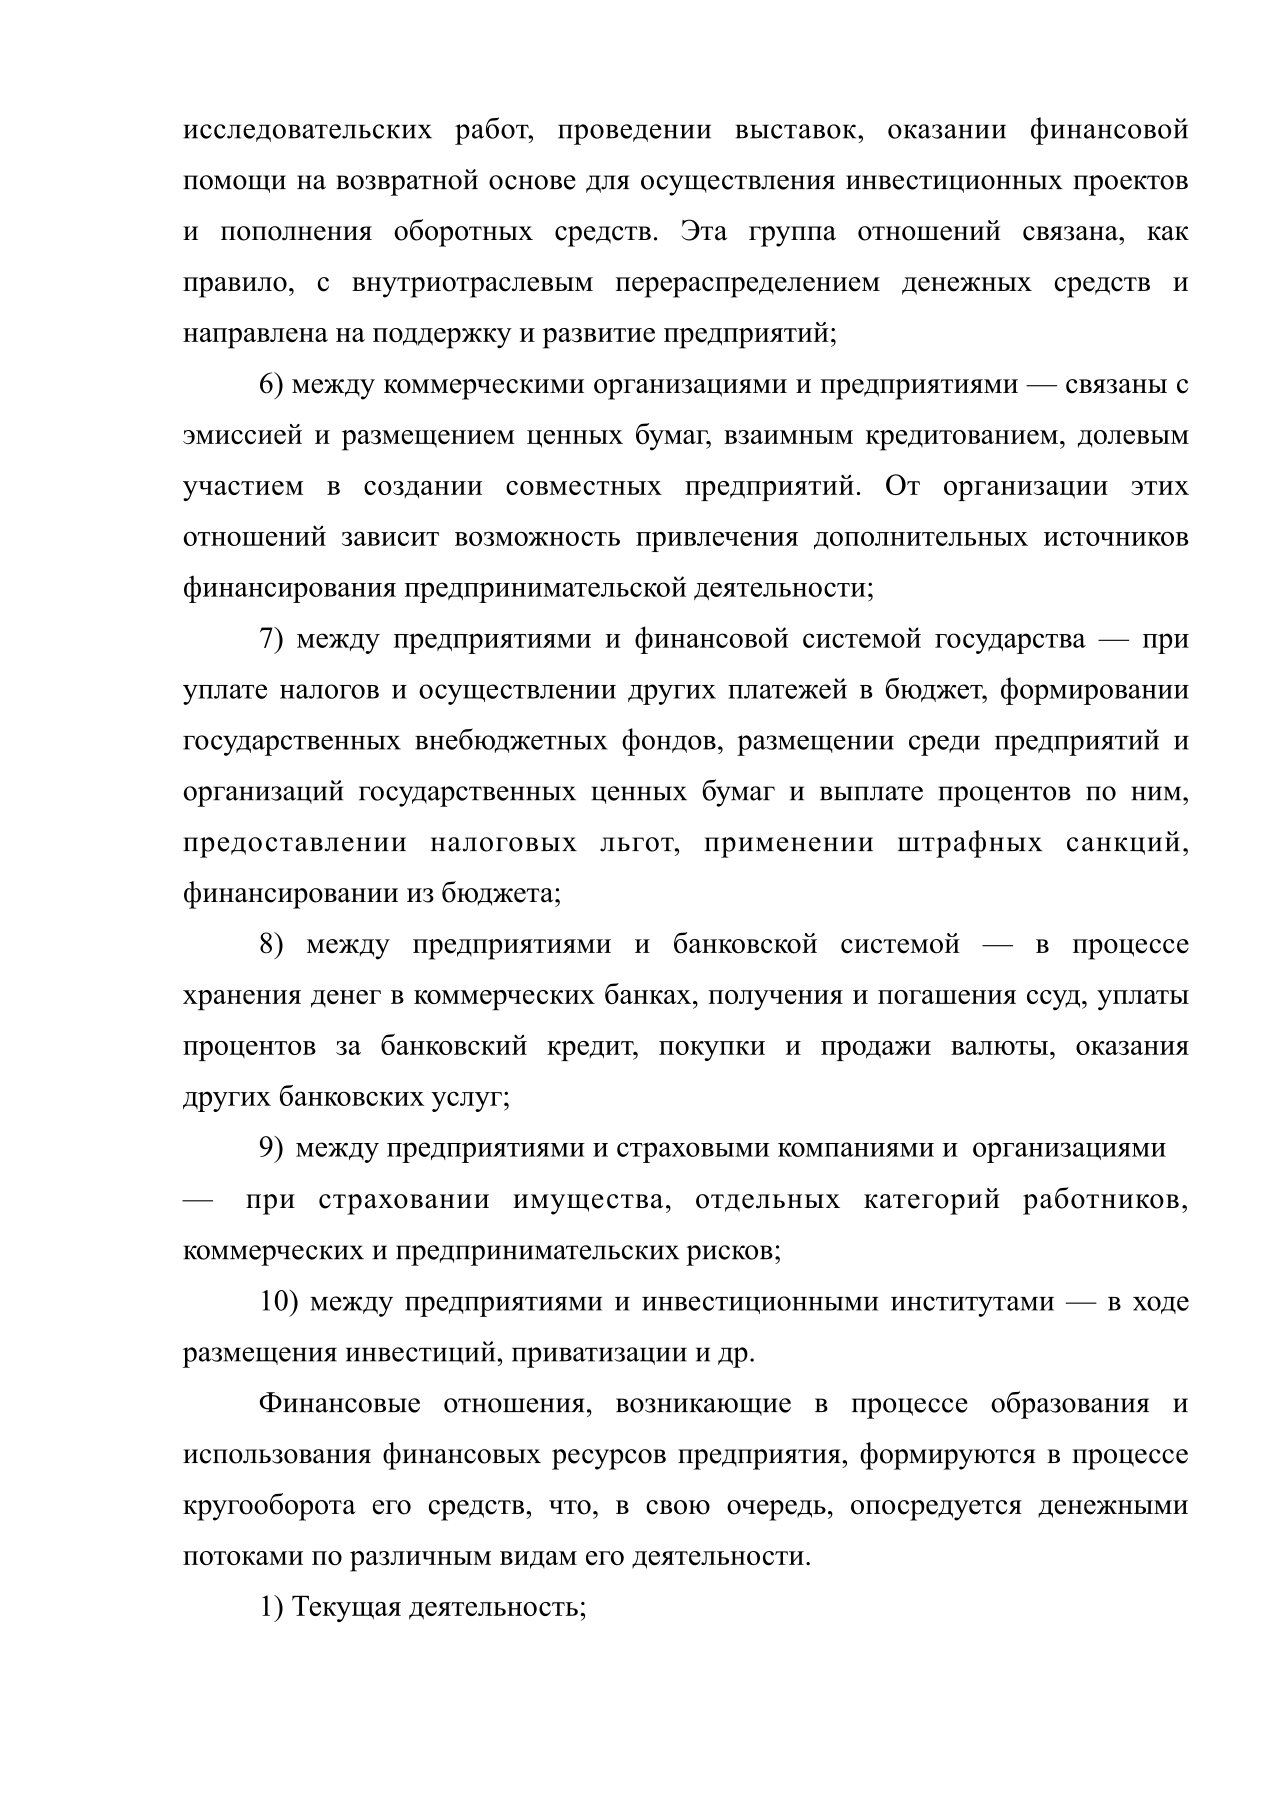 исследовательских работ, проведении выставок, оказании финансовой
помощи на возвратной основе для осуществления инвестиционных проектов
и пополнения оборотных средств. Эта группа отношений связана, как
правило, с внутриотраслевым перераспределением денежных средств и
направлена на поддержку и развитие предприятий;
6) между коммерческими организациями и предприятиями — связаны с
эмиссией и размещением ценных бумаг, взаимным кредитованием, долевым
участием в создании совместных предприятий. От организации этих
отношений зависит возможность привлечения дополнительных источников
финансирования предпринимательской деятельности;
7) между предприятиями и финансовой системой государства — при
уплате налогов и осуществлении других платежей в бюджет, формировании
государственных внебюджетных фондов, размещении среди предприятий и
организаций государственных ценных бумаг и выплате процентов по ним,
предоставлении налоговых льгот, применении штрафных санкций,
финансировании из бюджета;
8) между предприятиями и банковской системой — в процессе
хранения денег в коммерческих банках, получения и погашения ссуд, уплаты
процентов за банковский кредит, покупки и продажи валюты, оказания
других банковских услуг;
9) между предприятиями и страховыми компаниями и организациями
— при страховании имущества, отдельных категорий работников,
коммерческих и предпринимательских рисков;
10) между предприятиями и инвестиционными институтами — в ходе
размещения инвестиций, приватизации и др.
Финансовые отношения, возникающие в процессе образования и
использования финансовых ресурсов предприятия, формируются в процессе
кругооборота его средств, что, в свою очередь, опосредуется денежными
потоками по различным видам его деятельности.
1) Текущая деятельность;